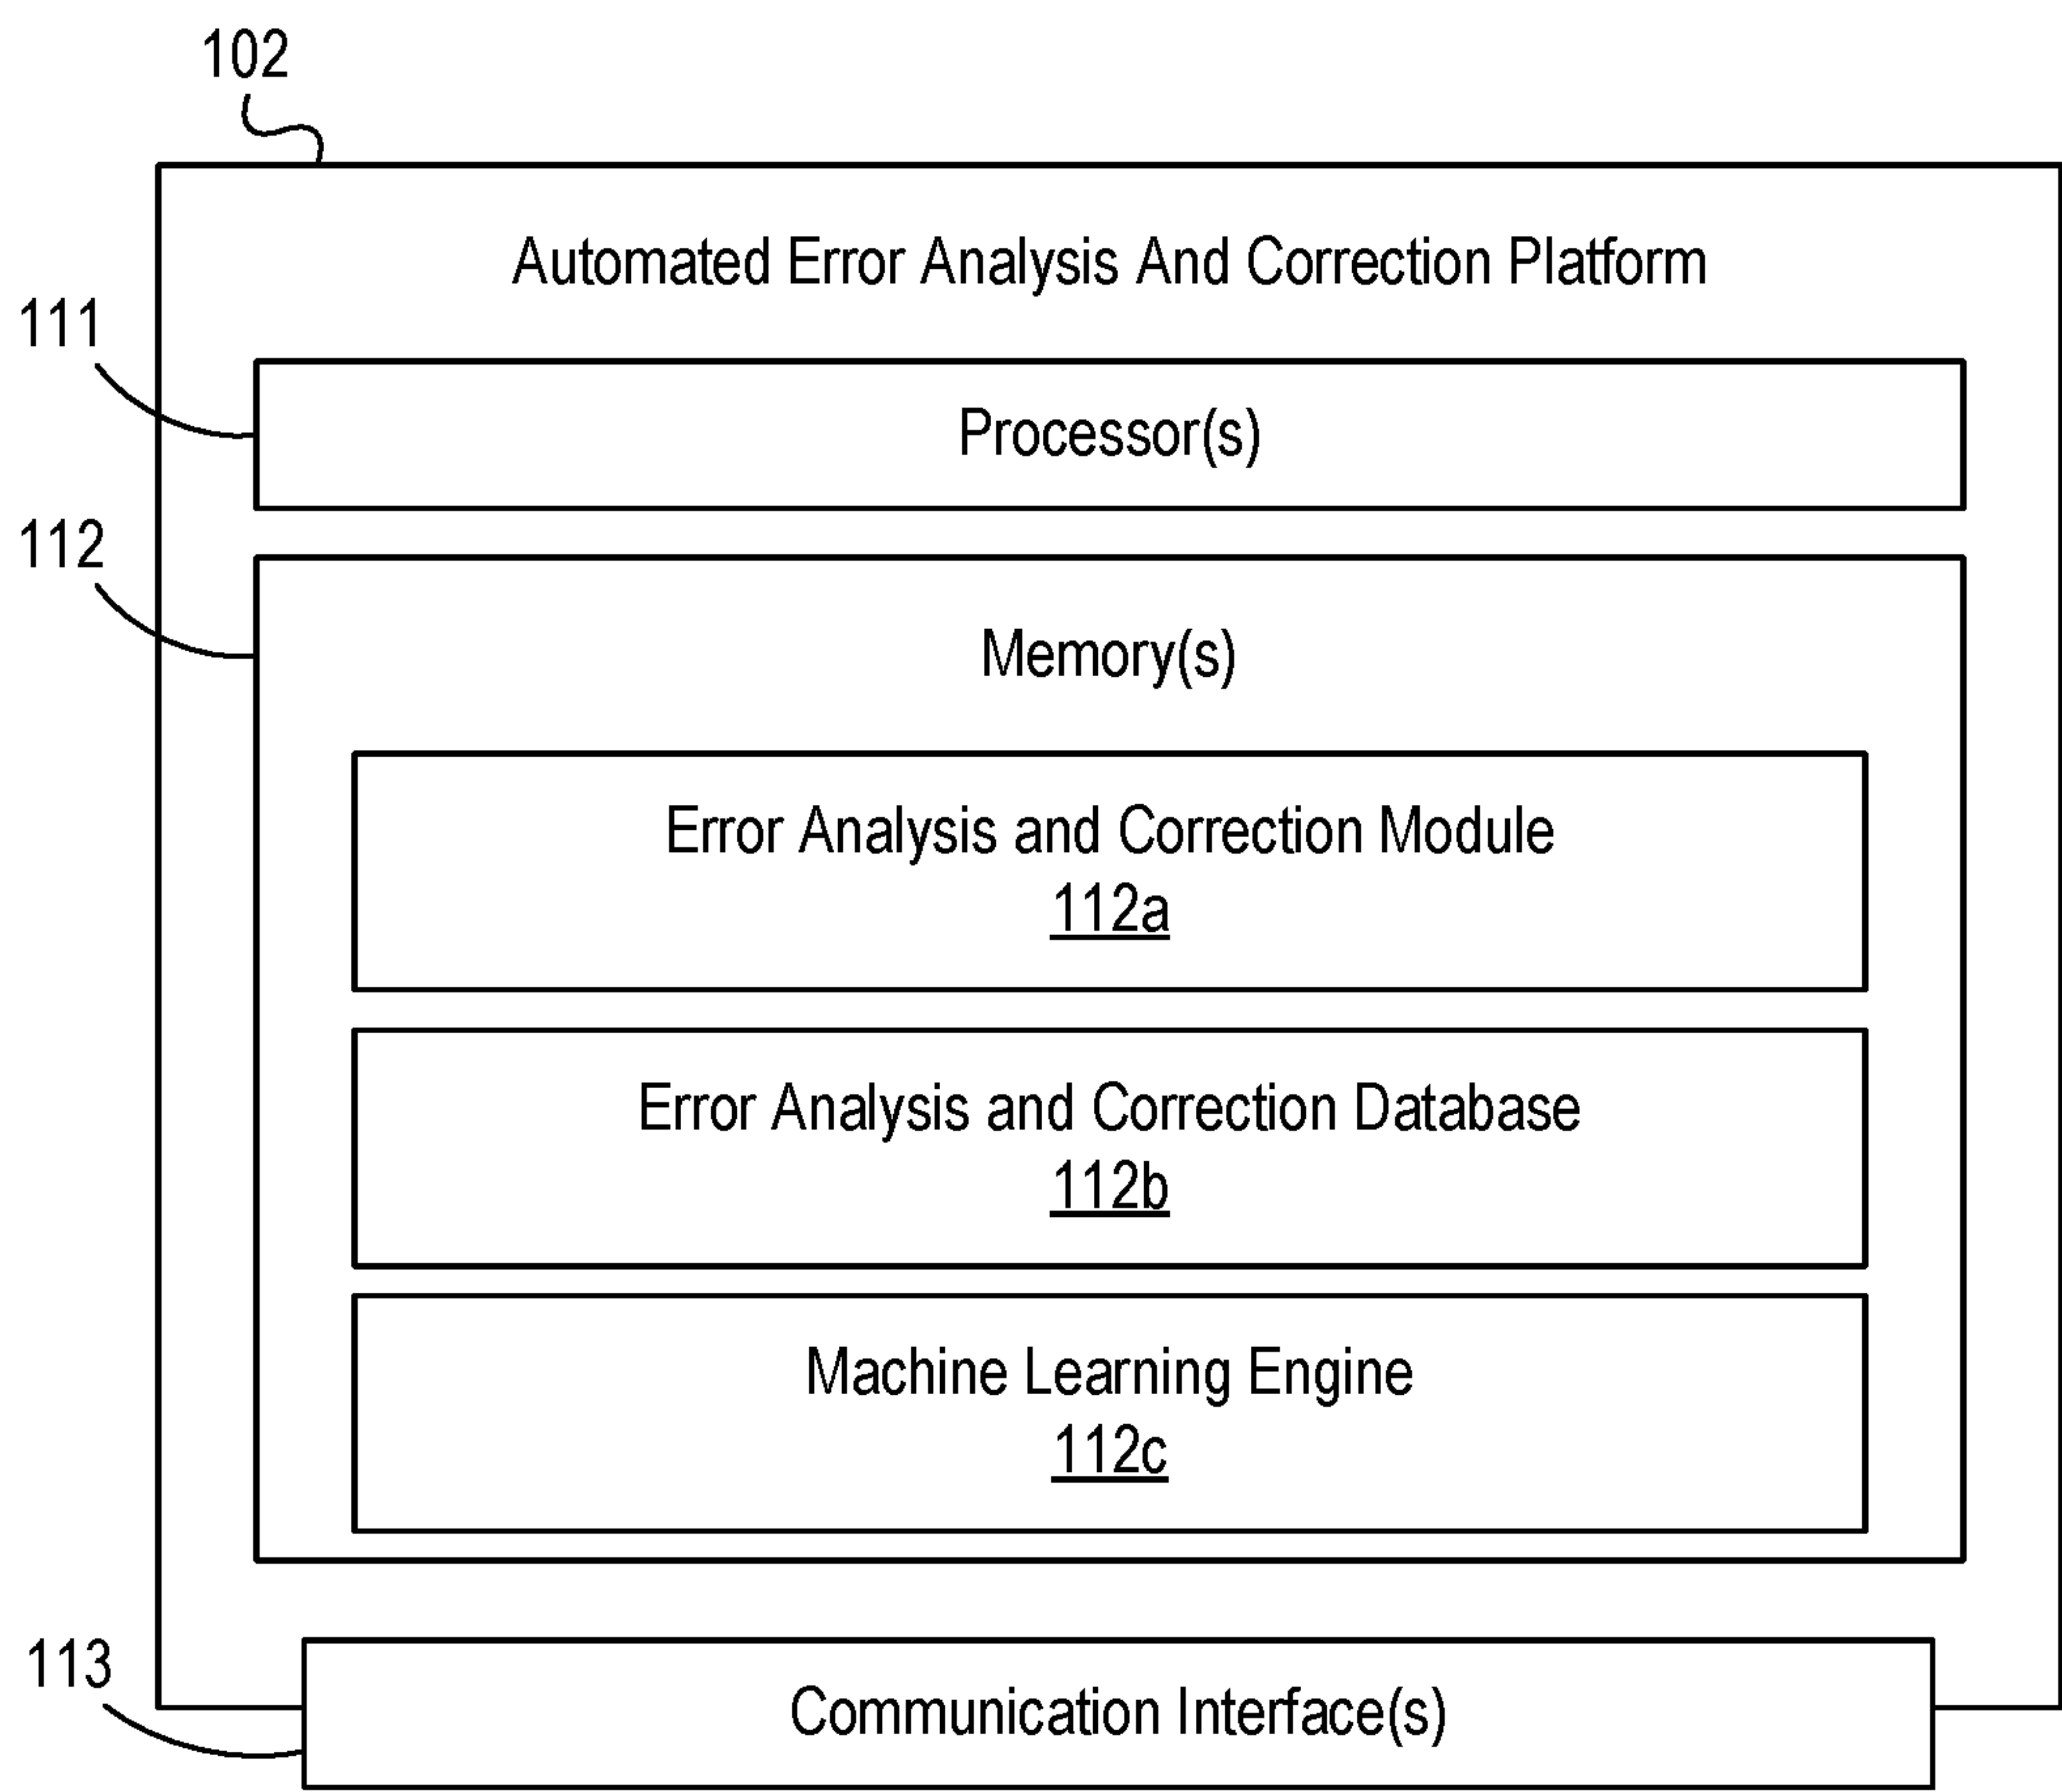 102
Automated Error Analysis And Correction Platform
111
Processor(s)
112
Memory(s)
Error Analysis and Correction Module
112a
Error Analysis and Correction Database
112b
Machine Learning Engine
112c
113
Communication Interface(s)